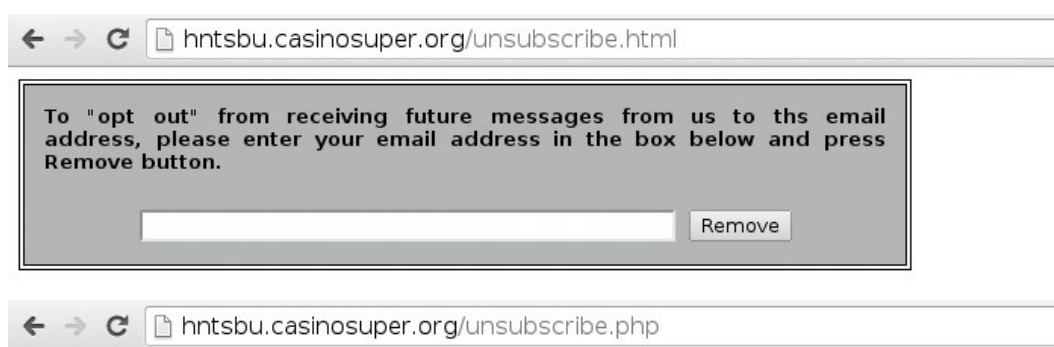 hntsbu.casinosuper.org/unsubscribe.html
To "opt out" from receiving future messages from us to ths email
address, please enter your email address in the box below and press
Remove button.
Remove
hntsbu.casinosuper.org/unsubscribe.php